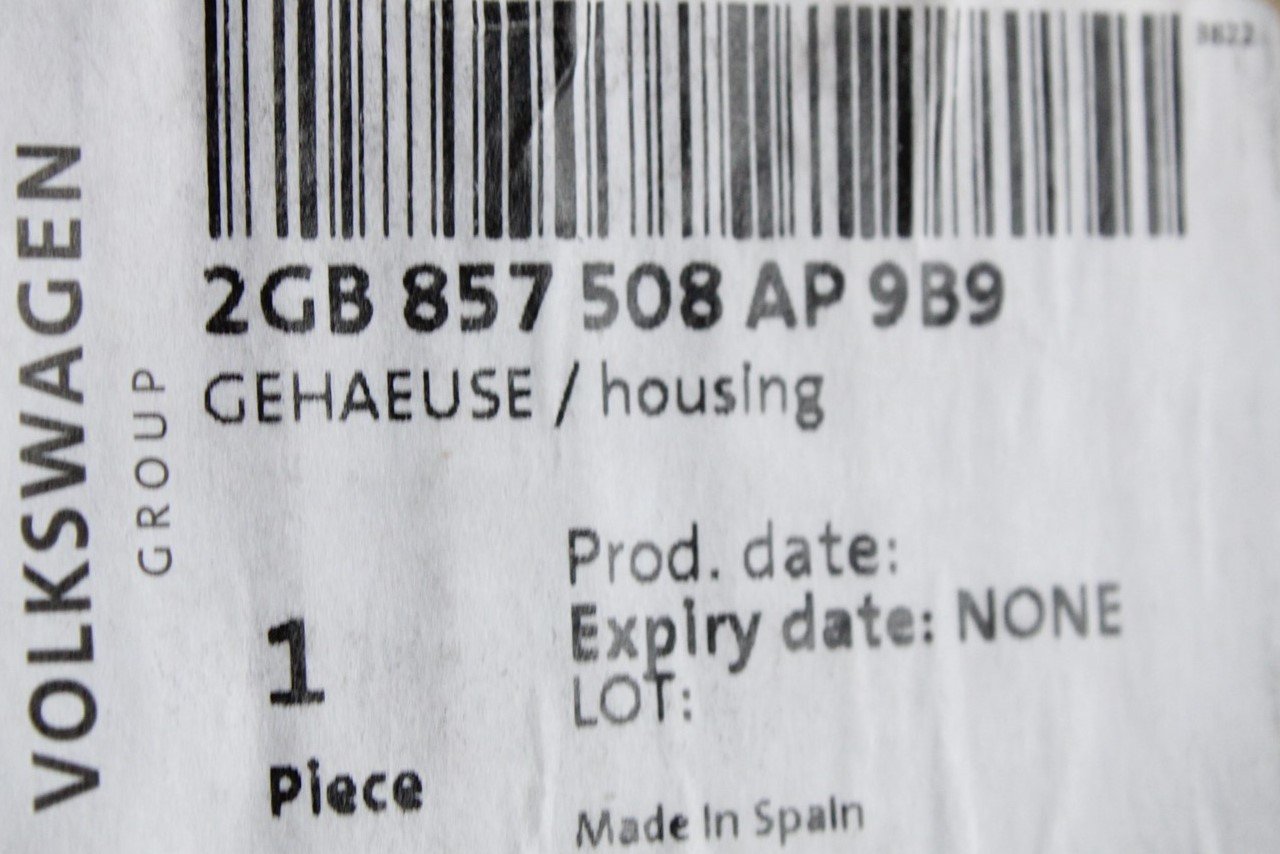 3622
2GB 857 508 AP 9B9
GEHAEUSE / housing
VOLKSWAGEN
GROUP
Prod. date:
Expiry date: NONE
LOT:
1
Piece
Made In Spain